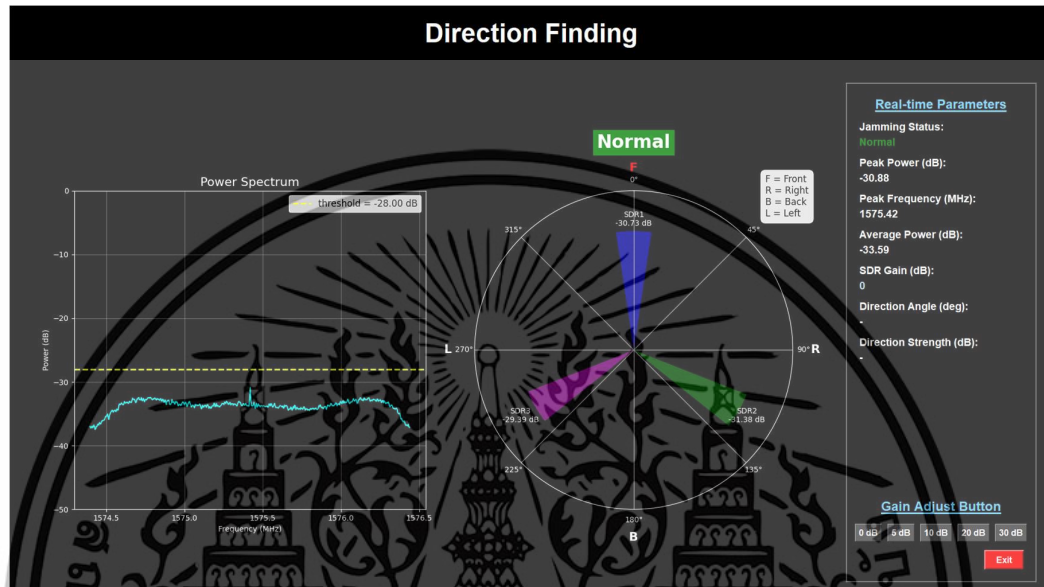 Direction Finding
Normal
F
0°
F = Front
R = Right
B = Back
L = Left
45°
90°
R
135°
180°
B
225°
L
270°
315°
SDR1
-30.73 dB
SDR2
-31.38 dB
SDR3
-29.39 dB
Power Spectrum
threshold = -28.00 dB
Power (dB)
0
−10
−20
−30
−40
−50
1574.5
1575.0
1575.5
1576.0
1576.5
Frequency (MHz)
Real-time Parameters
Jamming Status:
Normal
Peak Power (dB):
-30.88
Peak Frequency (MHz):
1575.42
Average Power (dB):
-33.59
SDR Gain (dB):
0
Direction Angle (deg):
-
Direction Strength (dB):
-
Gain Adjust Button
0 dB
5 dB
10 dB
20 dB
30 dB
Exit